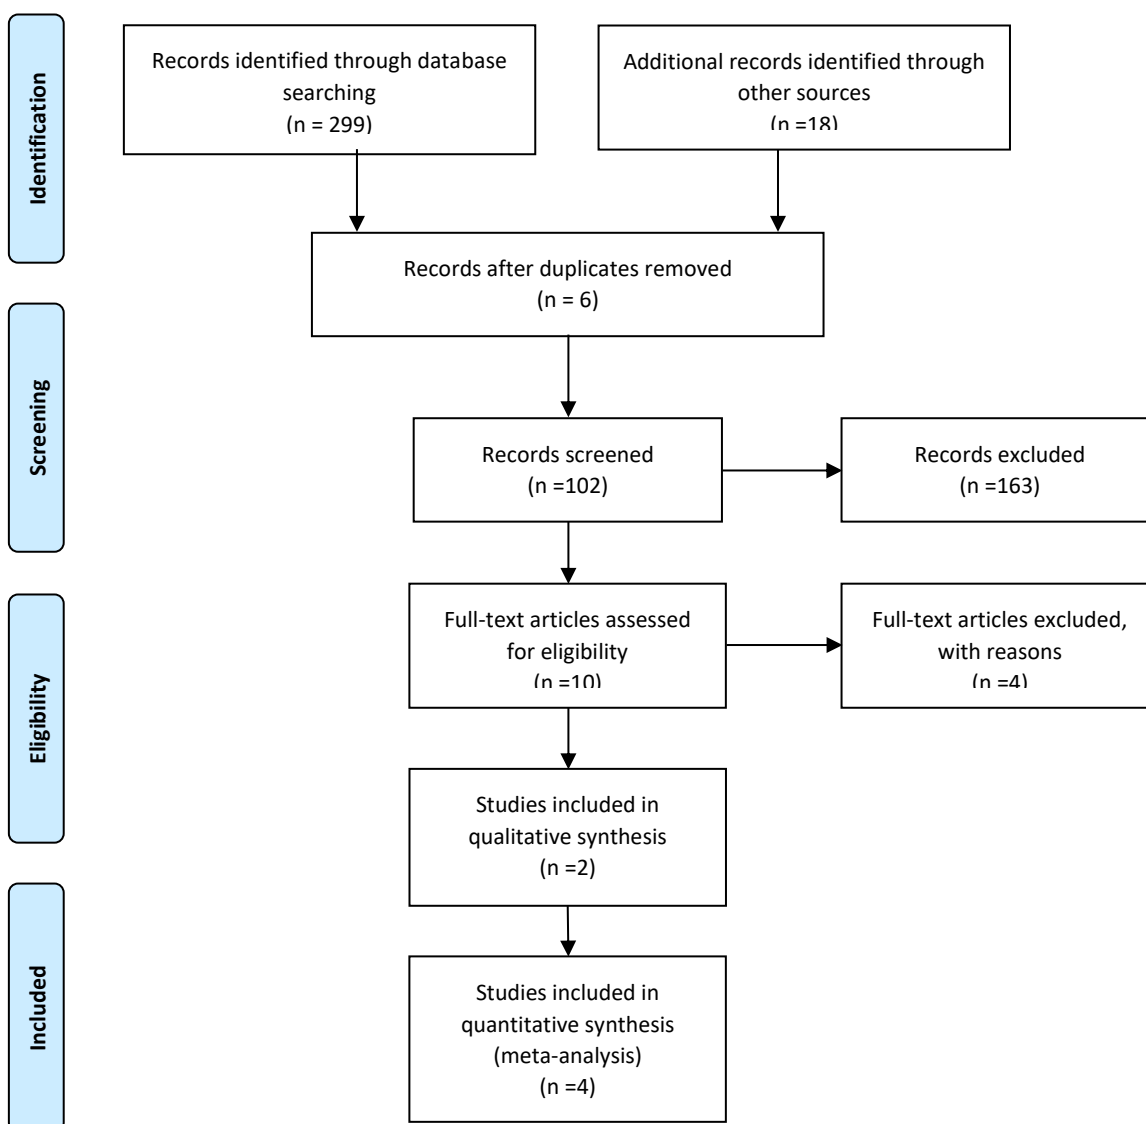 Identification
Records identified through database
searching
(n = 299)
Additional records identified through
other sources
(n =18)
Records after duplicates removed
(n = 6)
Screening
Records screened
(n =102)
Records excluded
(n =163)
Eligibility
Full-text articles assessed
for eligibility
(n =10)
Full-text articles excluded,
with reasons
(n =4)
Studies included in
qualitative synthesis
(n =2)
Included
Studies included in
quantitative synthesis
(meta-analysis)
(n =4)